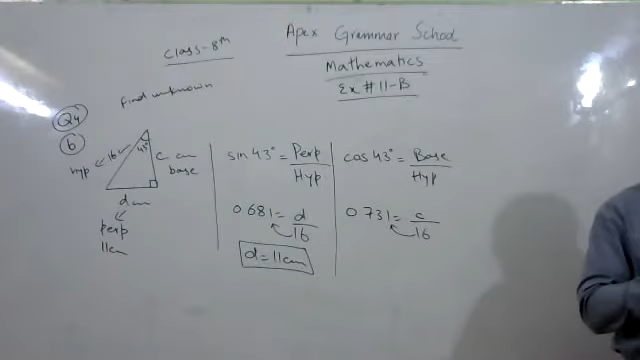 Apex Grammar School
Class-8th
Mathematics
Ex # 11-B
find unknown
Q4
b
hyp
16
43°
c cm
base
d cm
perp
11cm
sin 43° = Perp
Hyp
0.681 = d
16
d = 11cm
cos 43° = Base
Hyp
0.731 = c
16